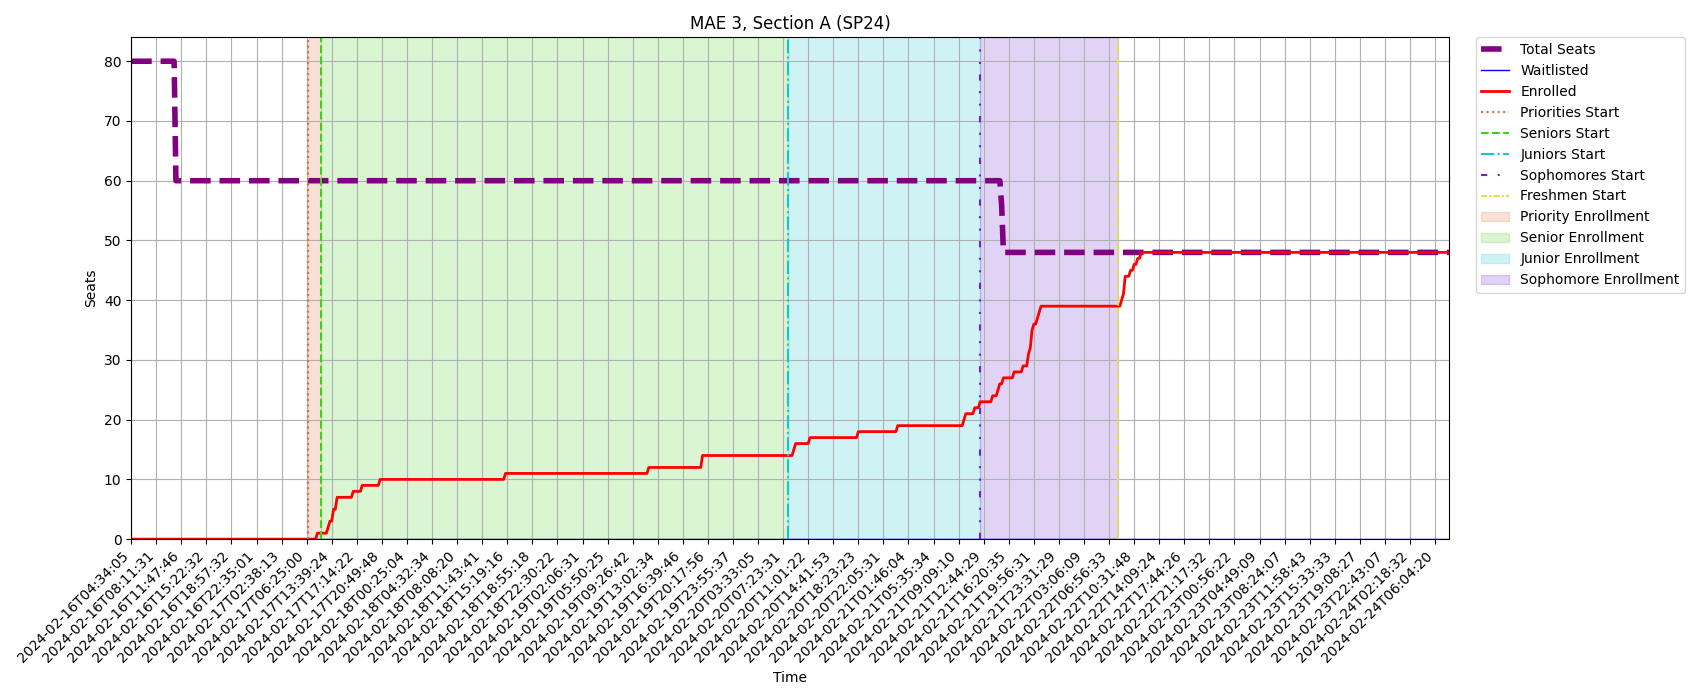 MAE 3, Section A (SP24)
80
70
60
50
40
30
20
10
0
Seats
2024-02-16T04:34:05
2024-02-16T08:11:31
2024-02-16T11:47:46
2024-02-16T15:22:32
2024-02-16T18:57:32
2024-02-16T22:35:01
2024-02-17T02:38:13
2024-02-17T06:25:00
2024-02-17T13:39:24
2024-02-17T17:14:22
2024-02-17T20:49:48
2024-02-18T00:25:04
2024-02-18T04:32:34
2024-02-18T08:08:20
2024-02-18T11:43:41
2024-02-18T15:19:16
2024-02-18T18:55:18
2024-02-18T22:30:22
2024-02-19T02:06:31
2024-02-19T05:50:25
2024-02-19T09:26:42
2024-02-19T13:02:34
2024-02-19T16:39:46
2024-02-19T20:17:56
2024-02-19T23:55:37
2024-02-20T03:33:05
2024-02-20T07:23:31
2024-02-20T11:01:22
2024-02-20T14:41:53
2024-02-20T18:23:23
2024-02-20T22:05:31
2024-02-21T01:46:04
2024-02-21T05:35:34
2024-02-21T09:09:10
2024-02-21T12:44:29
2024-02-21T16:20:35
2024-02-21T19:56:31
2024-02-21T23:31:29
2024-02-22T03:06:09
2024-02-22T06:56:33
2024-02-22T10:31:48
2024-02-22T14:09:24
2024-02-22T17:44:26
2024-02-22T21:17:32
2024-02-23T00:56:22
2024-02-23T04:49:09
2024-02-23T08:24:07
2024-02-23T11:58:43
2024-02-23T15:33:33
2024-02-23T19:08:27
2024-02-23T22:43:07
2024-02-24T02:18:32
2024-02-24T06:04:20
Time
Total Seats
Waitlisted
Enrolled
Priorities Start
Seniors Start
Juniors Start
Sophomores Start
Freshmen Start
Priority Enrollment
Senior Enrollment
Junior Enrollment
Sophomore Enrollment